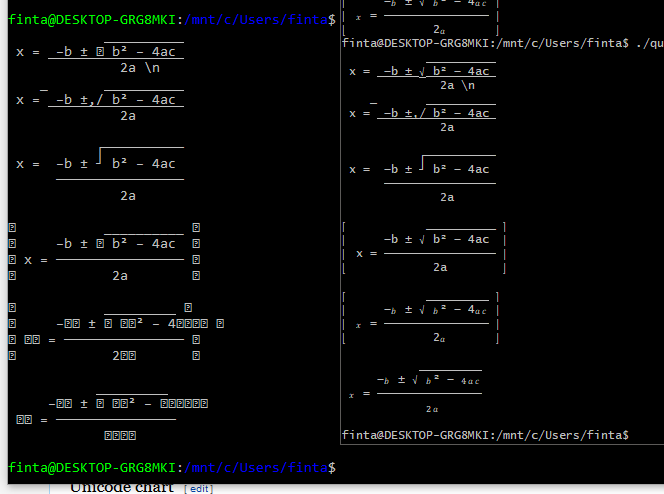 finta@DESKTOP-GRG8MKI:/mnt/c/Users/finta$
x = -b ± b² − 4ac
2a \n
x = -b ±,/ b² − 4ac
2a
x = -b ± ┘ b² − 4ac
2a
-b ± b² − 4ac
x =
2a
- ± ² − 4
=
2
- ± ² −
=
finta@DESKTOP-GRG8MKI:/mnt/c/Users/finta$
-b ± √ b² − 4ac
x =
2a
finta@DESKTOP-GRG8MKI:/mnt/c/Users/finta$ ./qu
x = -b ± √ b² − 4ac
2a \n
x = -b ±,/ b² − 4ac
2a
x = -b ± ┘ b² − 4ac
2a
-b ± √ b² − 4ac
x =
2a
-b ± √ b² − 4ac
x =
2a
-b ± √ b² − 4ac
x =
2a
finta@DESKTOP-GRG8MKI:/mnt/c/Users/finta$
Unicode chart [edit]